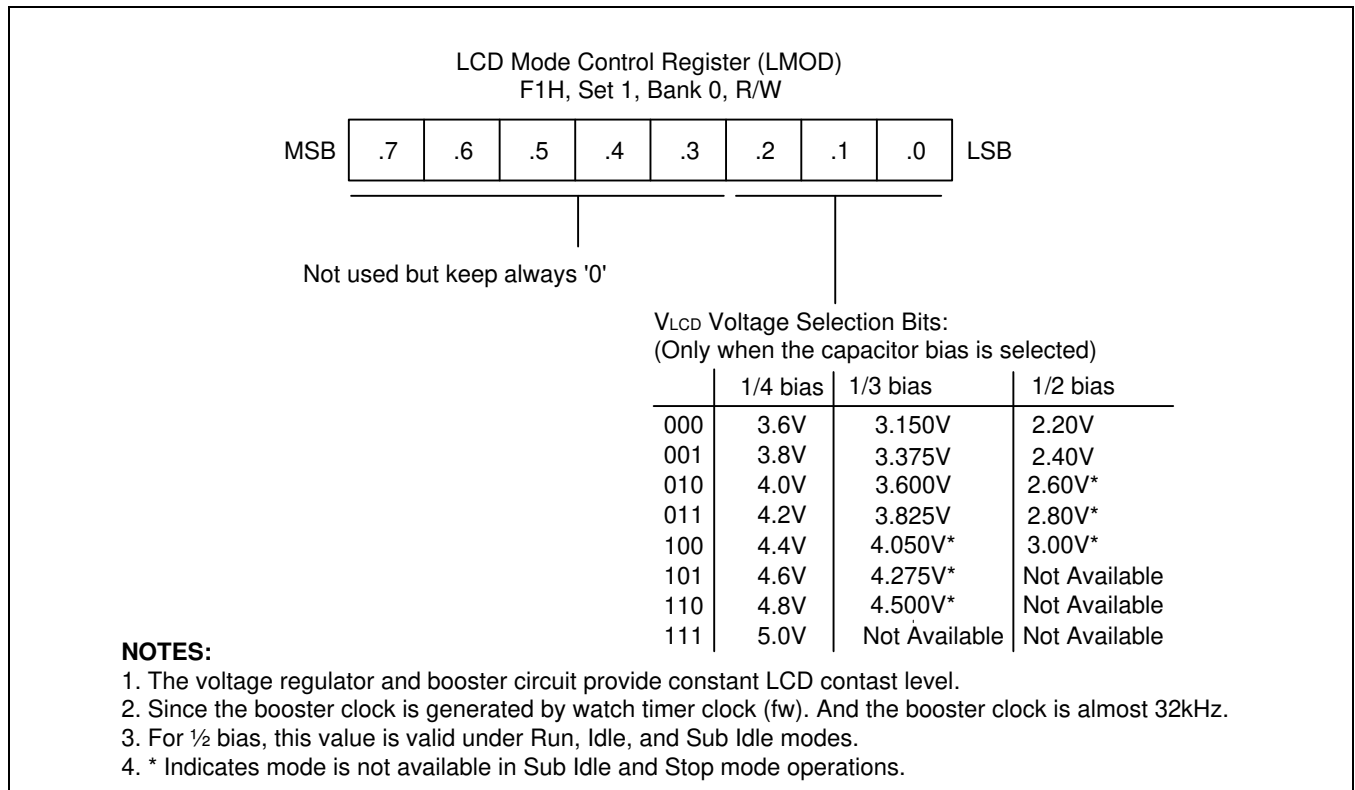 LCD Mode Control Register (LMOD)
F1H, Set 1, Bank 0, R/W
MSB .7 .6 .5 .4 .3 .2 .1 .0 LSB
Not used but keep always '0'
VLCD Voltage Selection Bits:
(Only when the capacitor bias is selected)
1/4 bias 1/3 bias 1/2 bias
000 3.6V 3.150V 2.20V
001 3.8V 3.375V 2.40V
010 4.0V 3.600V 2.60V*
011 4.2V 3.825V 2.80V*
100 4.4V 4.050V* 3.00V*
101 4.6V 4.275V* Not Available
110 4.8V 4.500V* Not Available
111 5.0V Not Available Not Available
NOTES:
1. The voltage regulator and booster circuit provide constant LCD contast level.
2. Since the booster clock is generated by watch timer clock (fw). And the booster clock is almost 32kHz.
3. For ½ bias, this value is valid under Run, Idle, and Sub Idle modes.
4. * Indicates mode is not available in Sub Idle and Stop mode operations.